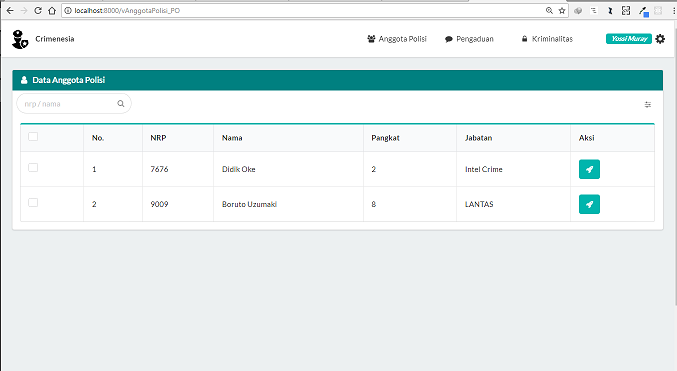 localhost:8000/vAnggotaPolisi_PO
Crimenesia Anggota Polisi Pengaduan Kriminalitas Yossi Muray
Data Anggota Polisi
nrp / nama
No. NRP Nama Pangkat Jabatan Aksi
1 7676 Didik Oke 2 Intel Crime
2 9009 Boruto Uzumaki 8 LANTAS